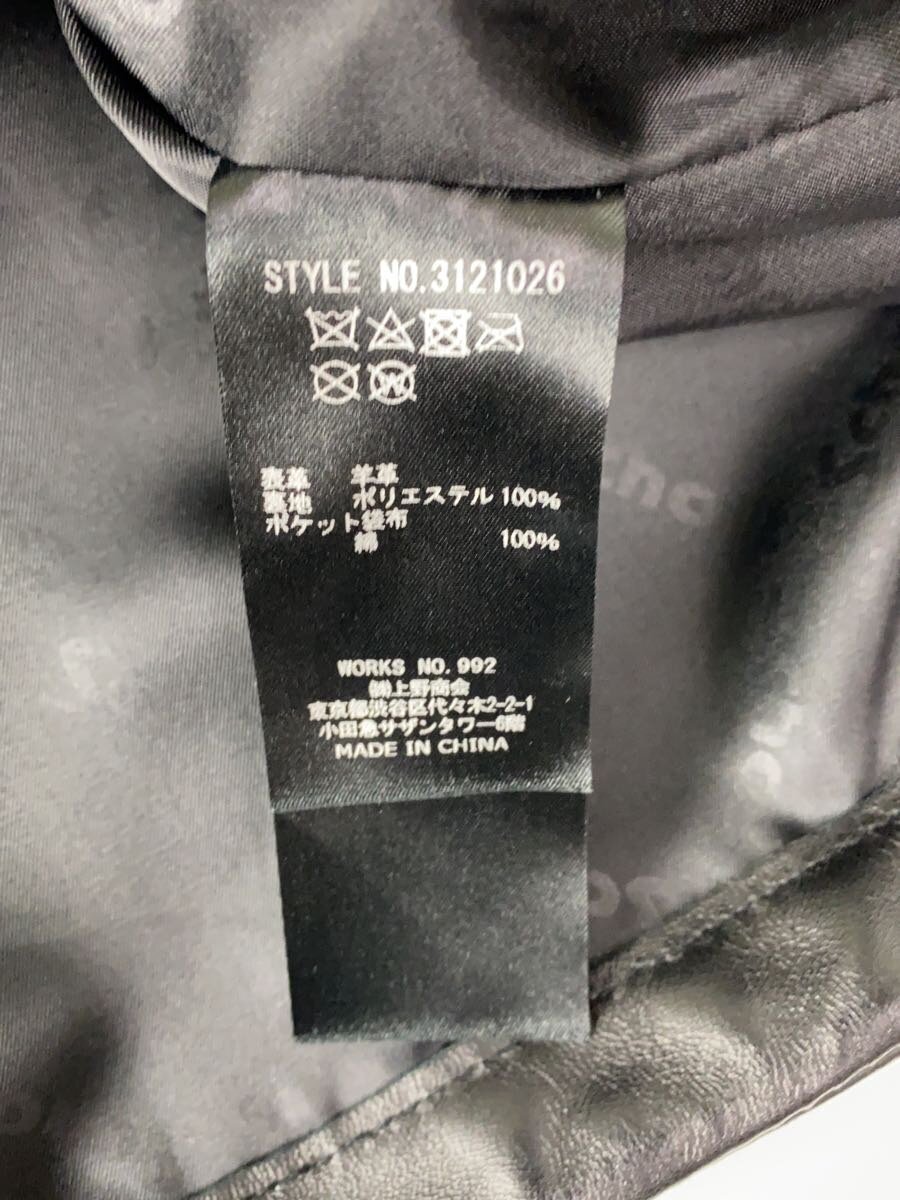 STYLE NO.3121026
表革 羊革
裏地 ポリエステル 100%
ポケット袋布
綿 100%
WORKS NO.992
㈱上野商会
東京都渋谷区代々木2-2-1
小田急サザンタワー6階
MADE IN CHINA